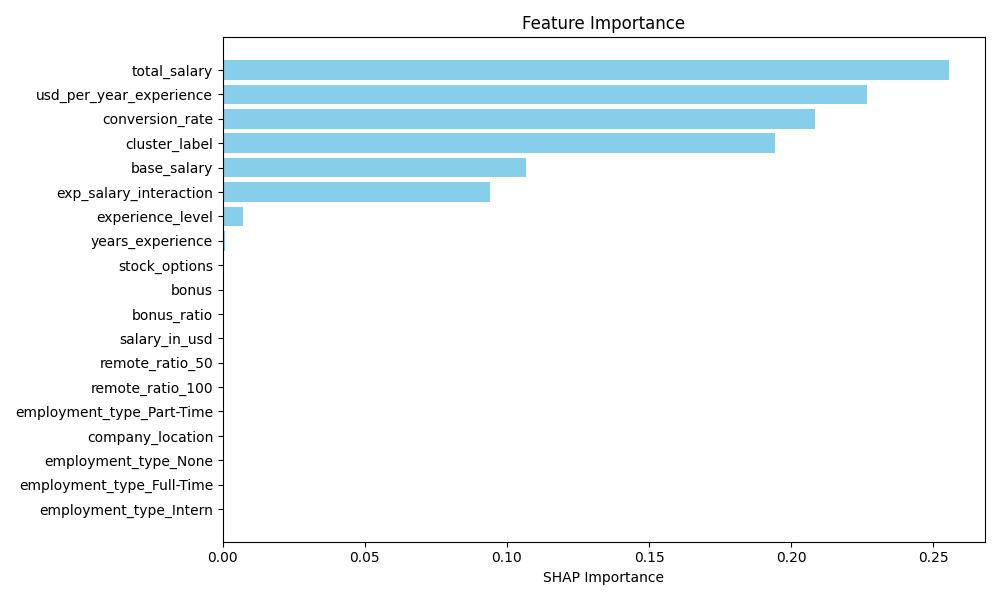 Feature Importance
total_salary
usd_per_year_experience
conversion_rate
cluster_label
base_salary
exp_salary_interaction
experience_level
years_experience
stock_options
bonus
bonus_ratio
salary_in_usd
remote_ratio_50
remote_ratio_100
employment_type_Part-Time
company_location
employment_type_None
employment_type_Full-Time
employment_type_Intern
0.00 0.05 0.10 0.15 0.20 0.25
SHAP Importance